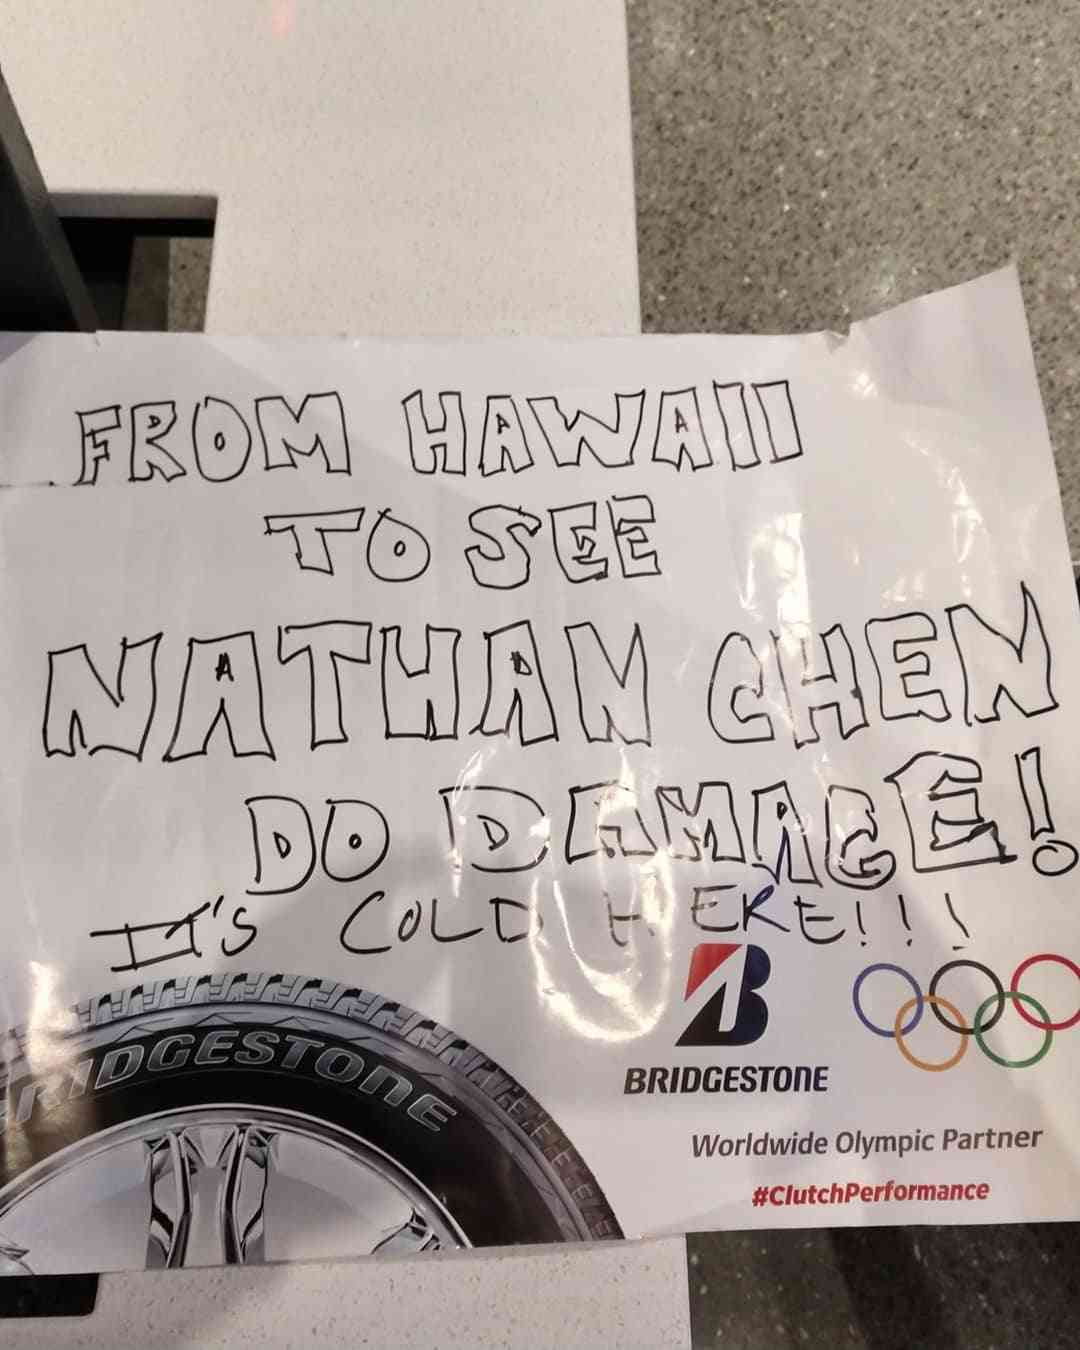 FROM HAWAII
TO SEE
NATHAN CHEN
DO DAMAGE!
It's COLD HERE!!!
BRIDGESTONE
BRIDGESTONE
Worldwide Olympic Partner
#ClutchPerformance